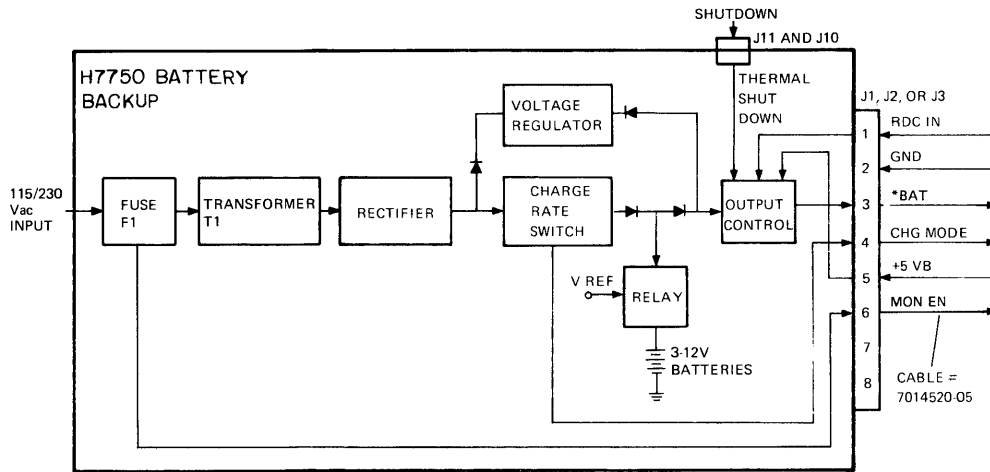 SHUTDOWN
J11 AND J10
H7750 BATTERY
BACKUP
THERMAL
SHUT
DOWN
J1, J2, OR J3
VOLTAGE
REGULATOR
1
RDC IN
2
GND
115/230
Vac
INPUT
FUSE
F1
TRANSFORMER
T1
RECTIFIER
CHARGE
RATE
SWITCH
OUTPUT
CONTROL
3
*BAT
4
CHG MODE
V REF
RELAY
5
+5 VB
6
MON EN
3-12V
BATTERIES
7
8
CABLE =
7014520-05